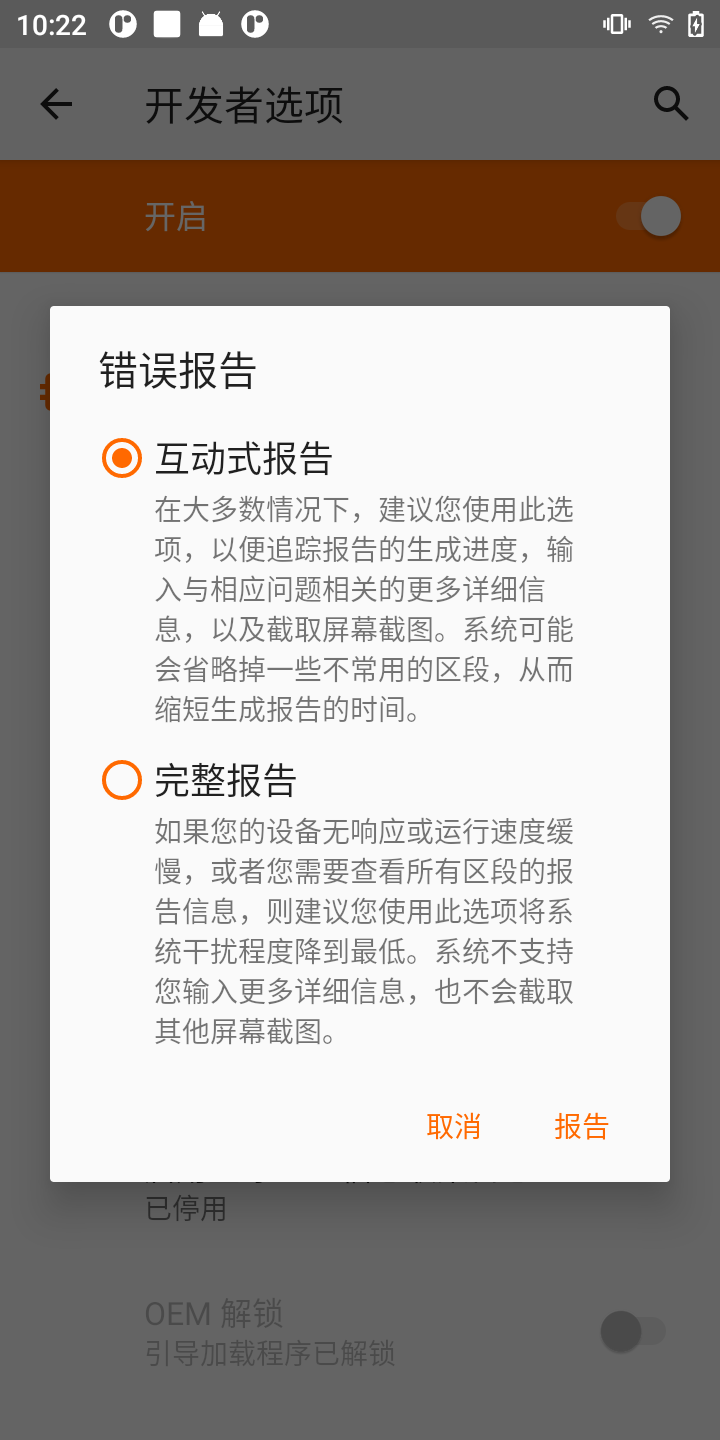 10:22
开发者选项
开启
错误报告
互动式报告
在大多数情况下，建议您使用此选
项，以便追踪报告的生成进度，输
入与相应问题相关的更多详细信
息，以及截取屏幕截图。系统可能
会省略掉一些不常用的区段，从而
缩短生成报告的时间。
完整报告
如果您的设备无响应或运行速度缓
慢，或者您需要查看所有区段的报
告信息，则建议您使用此选项将系
统干扰程度降到最低。系统不支持
您输入更多详细信息，也不会截取
其他屏幕截图。
取消 报告
已停用
OEM 解锁
引导加载程序已解锁